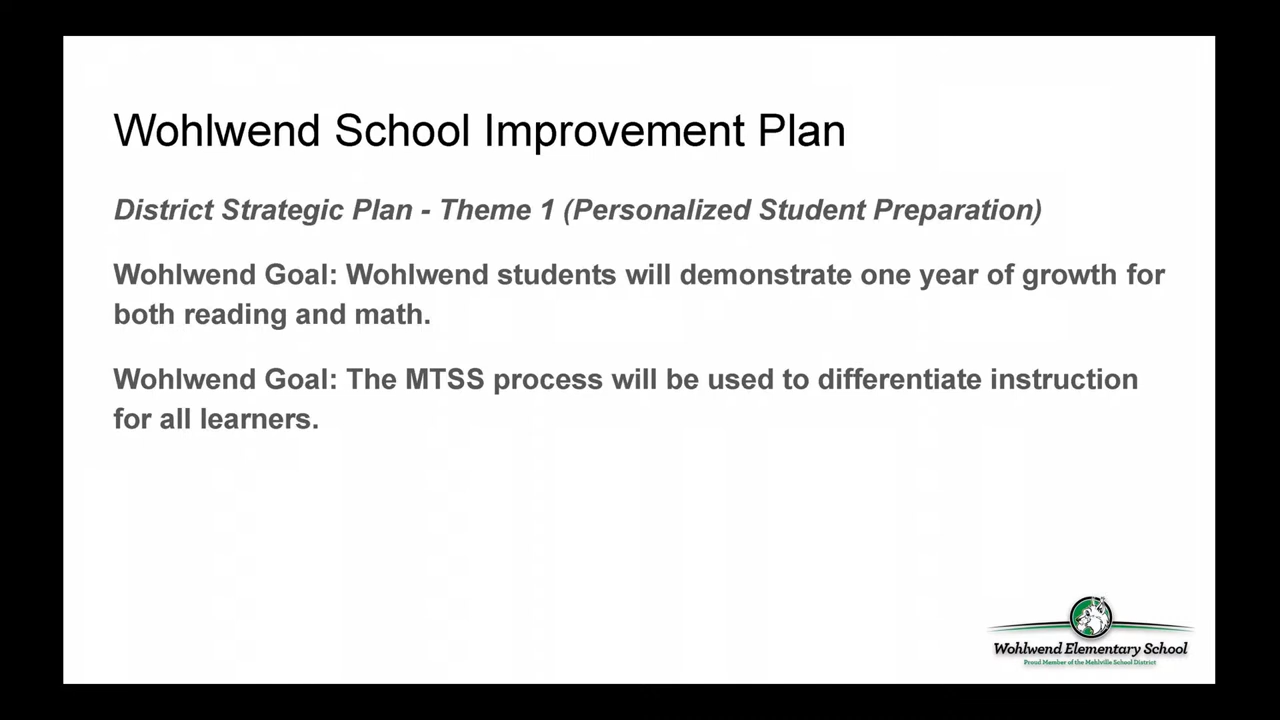 Wohlwend School Improvement Plan
District Strategic Plan - Theme 1 (Personalized Student Preparation)
Wohlwend Goal: Wohlwend students will demonstrate one year of growth for
both reading and math.
Wohlwend Goal: The MTSS process will be used to differentiate instruction
for all learners.
Wohlwend Elementary School
Proud Member of the Mehlville School District